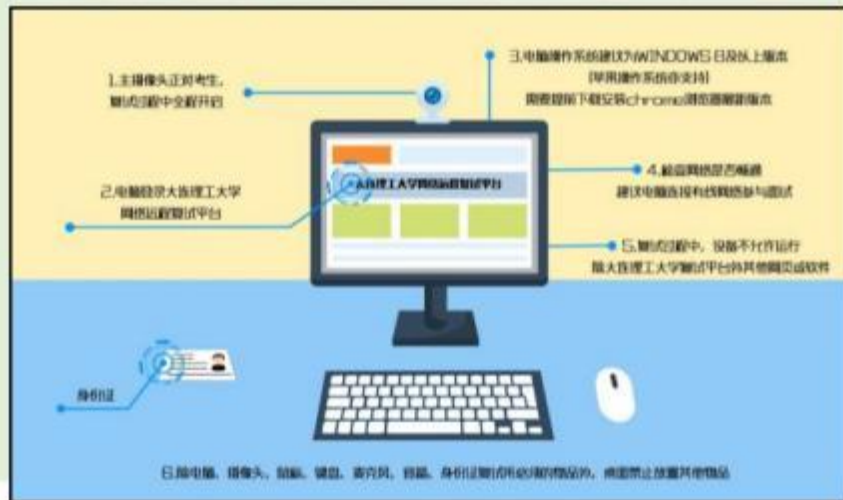 1.主摄像头正对考生,
复试过程中全程开启
2.电脑登录大连理工大学
网络远程复试平台
3.电脑操作系统建议为WINDOWS 8及以上版本
(苹果操作系统亦支持)
需要提前下载安装chrome浏览器最新版本
大连理工大学网络远程复试平台
4.检查网络是否畅通
建议电脑连接有线网络参与面试
5.复试过程中,设备不允许运行
除大连理工大学复试平台外其他网页或软件
身份证
6.除电脑、摄像头、鼠标、键盘、麦克风、音箱、身份证复试所必须的物品外,桌面禁止放置其他物品